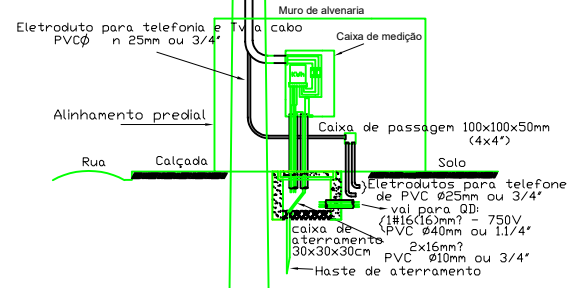 Muro de alvenaria
Eletroduto para telefonia e Tv a cabo
PVCØ n 25mm ou 3/4"
Caixa de medição
KWh
Alinhamento predial
Caixa de passagem 100x100x50mm
(4x4")
Rua
Calçada
Solo
Eletrodutos para telefone
de PVC Ø25mm ou 3/4"
vai para QD:
1#16(16)mm? - 750V
PVC Ø40mm ou 1.1/4"
caixa de
aterramento
30x30x30cm
2x16mm?
PVC Ø10mm ou 3/4"
Haste de aterramento